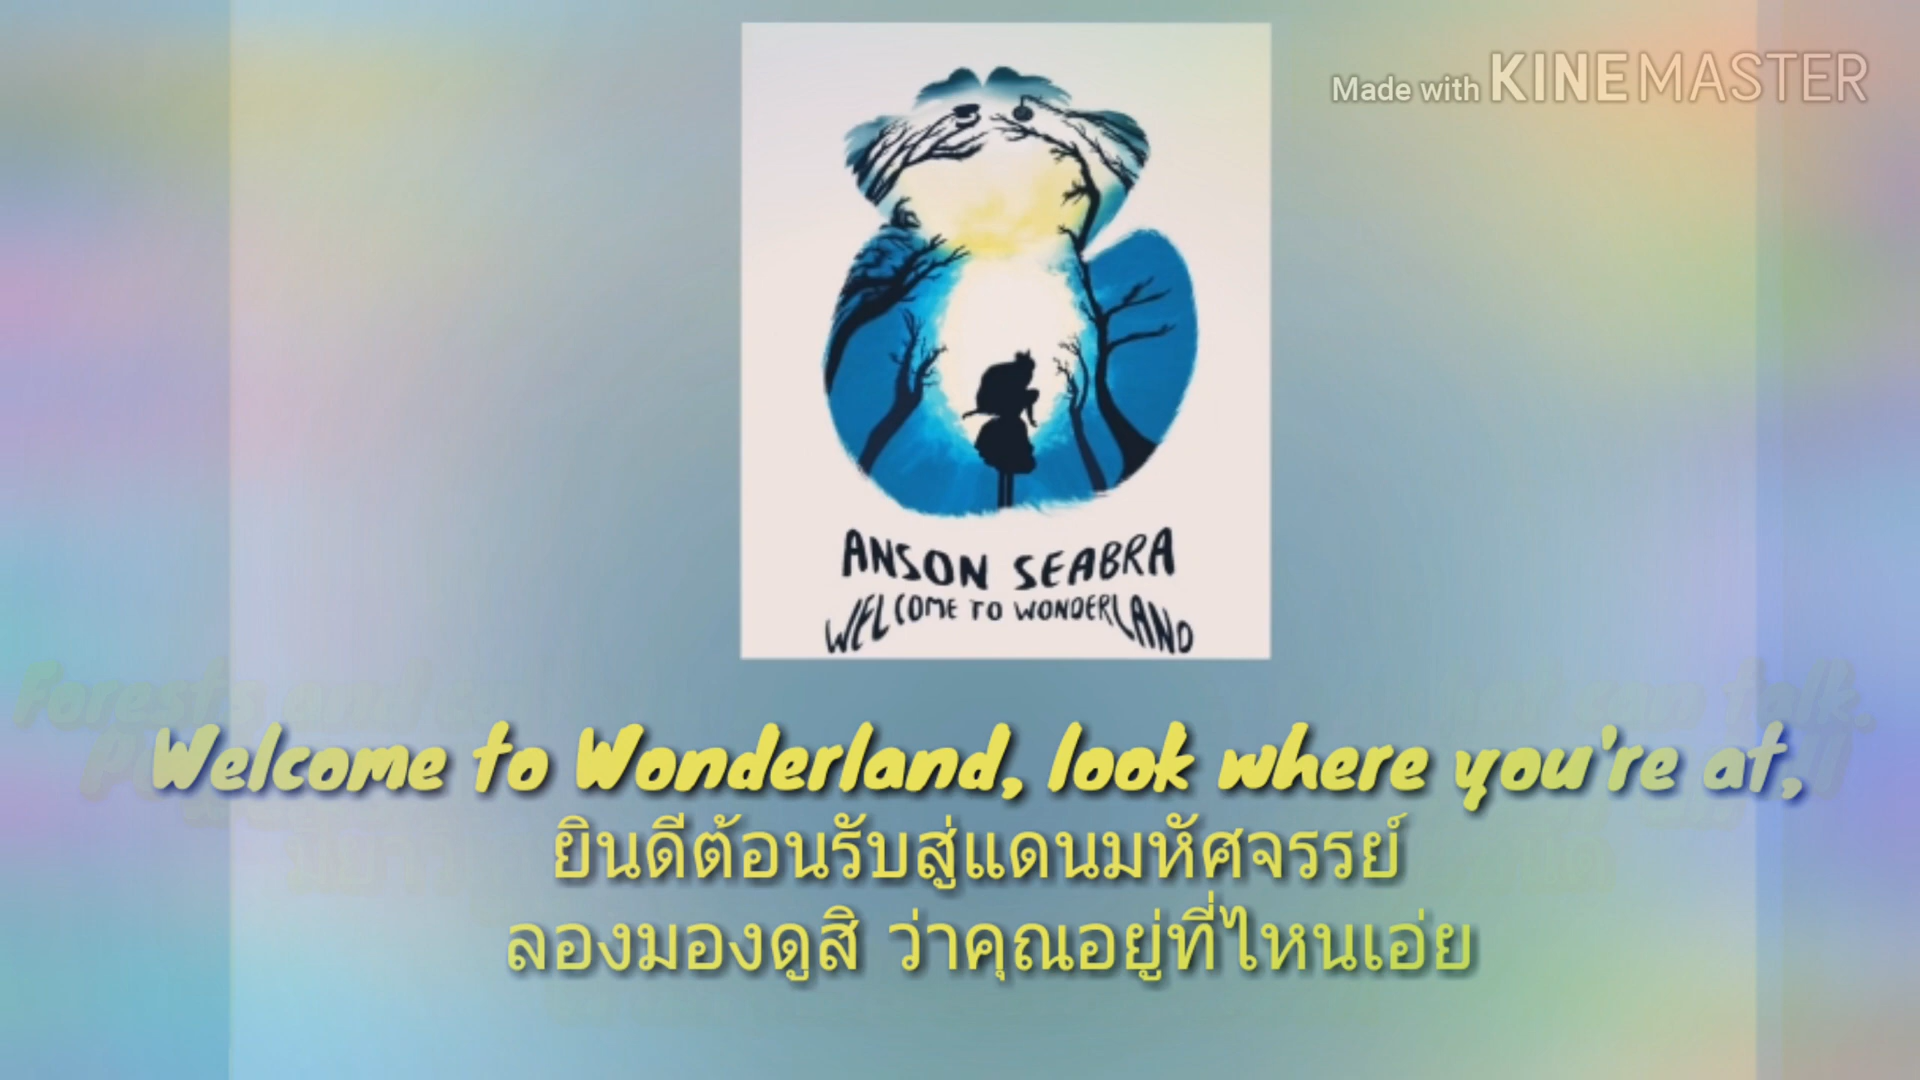 Made with KINEMASTER
ANSON SEABRA
WELCOME TO WONDERLAND
Welcome to Wonderland, look where you're at,
ยินดีต้อนรับสู่แดนมหัศจรรย์
ลองมองดูสิ ว่าคุณอยู่ที่ไหนเอ่ย